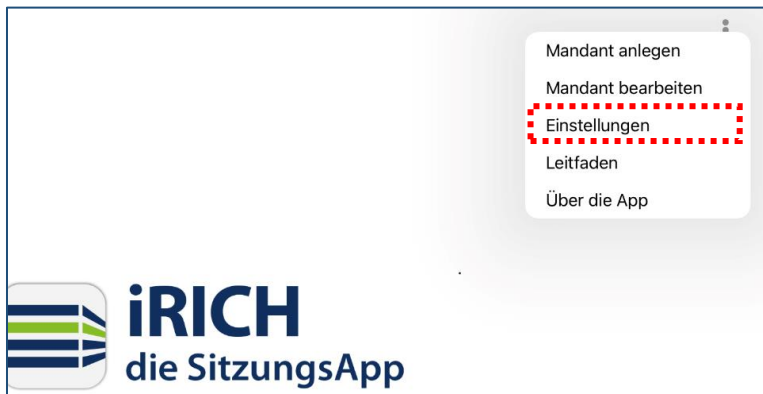 Mandant anlegen
Mandant bearbeiten
Einstellungen
Leitfaden
Über die App
iRICH
die SitzungsApp